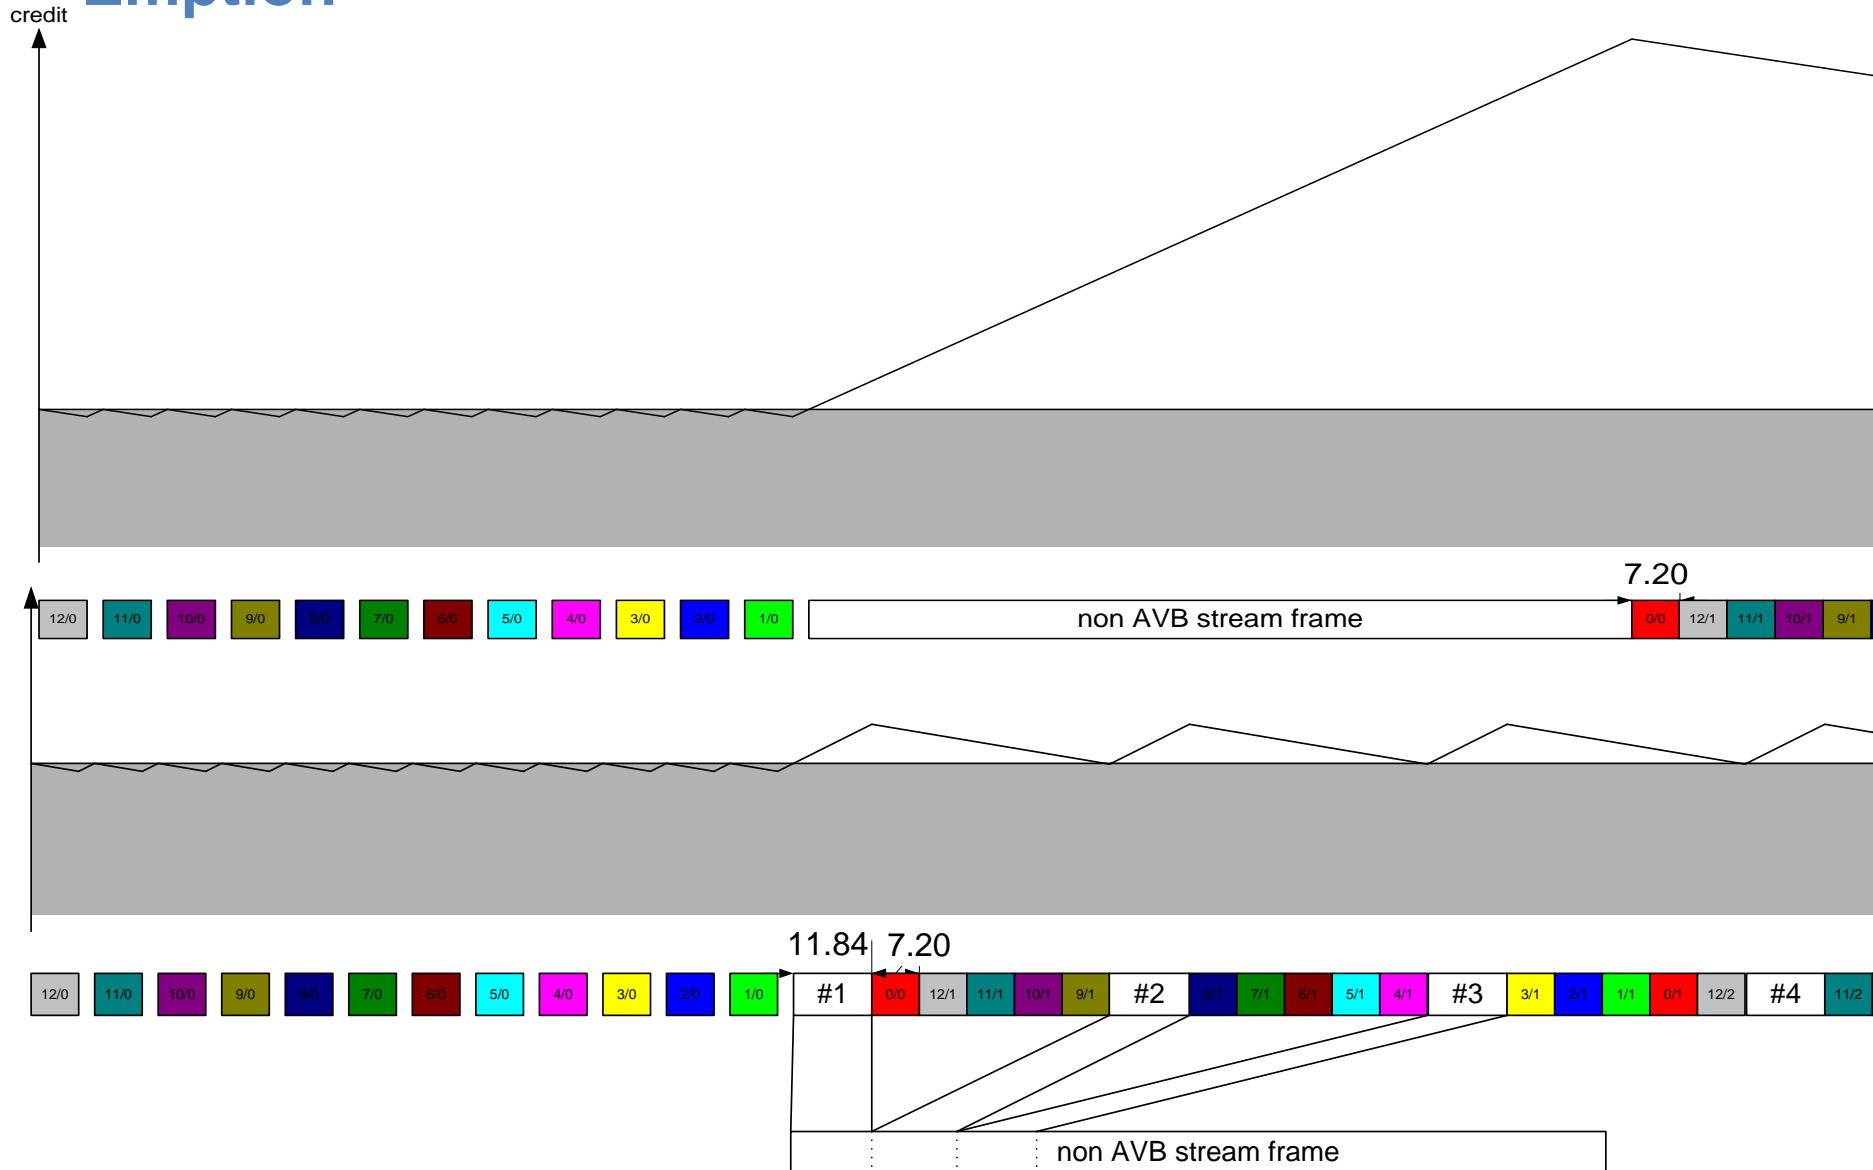 Emption
credit
7.20
12/0 11/0 10/0 9/0 8/0 7/0 6/0 5/0 4/0 3/0 2/0 1/0 non AVB stream frame 0/0 12/1 11/1 10/1 9/1
11.84 7.20
12/0 11/0 10/0 9/0 8/0 7/0 6/0 5/0 4/0 3/0 2/0 1/0 #1 0/0 12/1 11/1 10/1 9/1 #2 8/1 7/1 6/1 5/1 4/1 #3 3/1 2/1 1/1 0/1 12/2 #4 11/2
non AVB stream frame